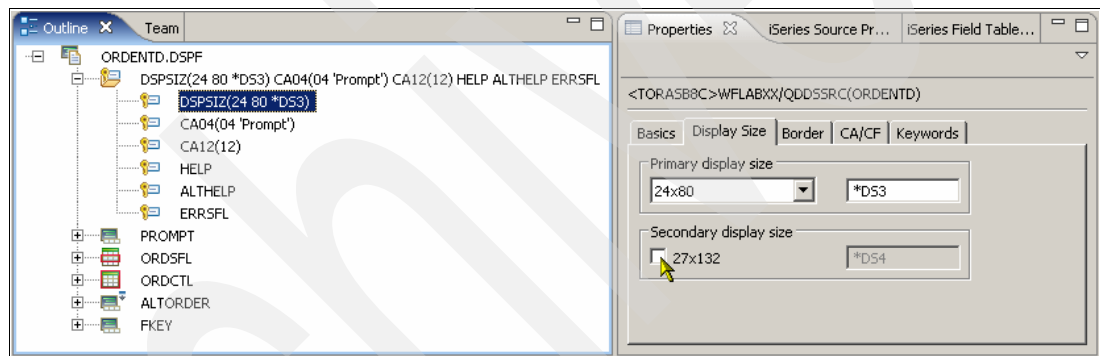 Outline Team
ORDENTD.DSPF
DSPSIZ(24 80 *DS3) CA04(04 'Prompt') CA12(12) HELP ALTHELP ERRSFL
DSPSIZ(24 80 *DS3)
CA04(04 'Prompt')
CA12(12)
HELP
ALTHELP
ERRSFL
PROMPT
ORDSFL
ORDCTL
ALTORDER
FKEY
Properties iSeries Source Pr... iSeries Field Table...
<TORASB8C>WFLABXX/QDDSSRC(ORDENTD)
Basics Display Size Border CA/CF Keywords
Primary display size
24x80 *DS3
Secondary display size
27x132 *DS4